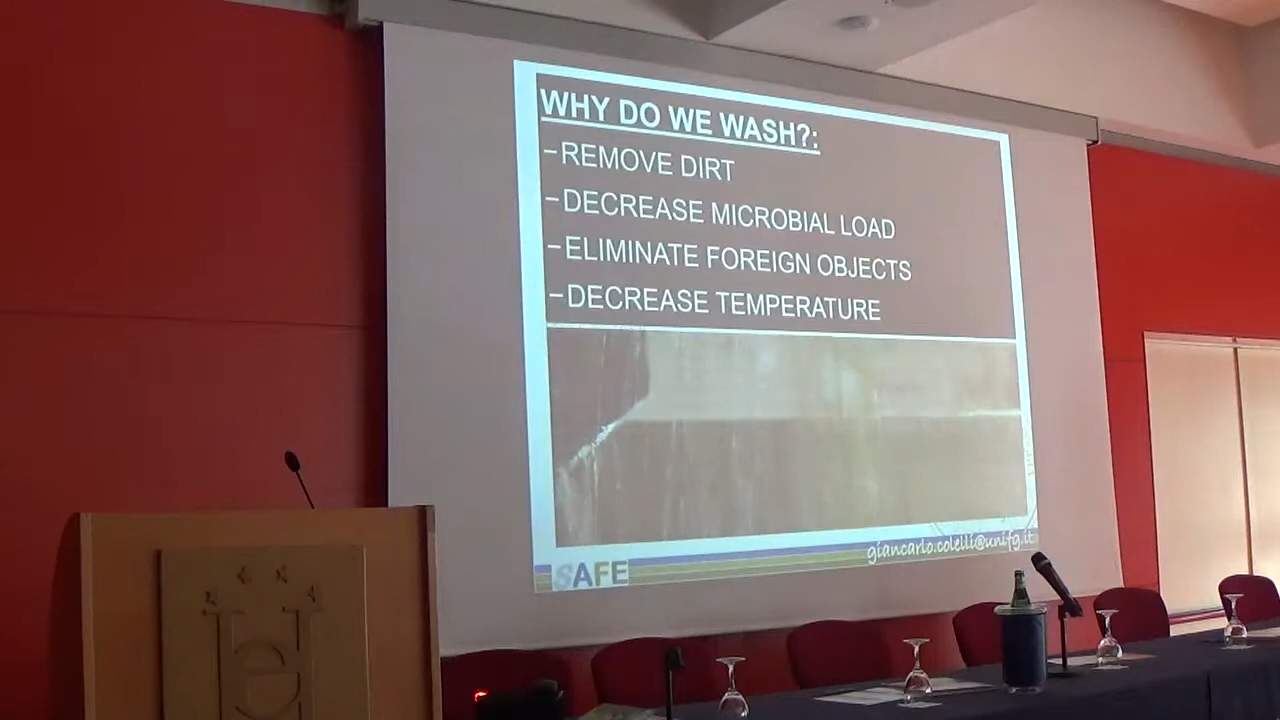 WHY DO WE WASH?:
–REMOVE DIRT
–DECREASE MICROBIAL LOAD
–ELIMINATE FOREIGN OBJECTS
–DECREASE TEMPERATURE
giancarlo.colelli@unifg.it
SAFE